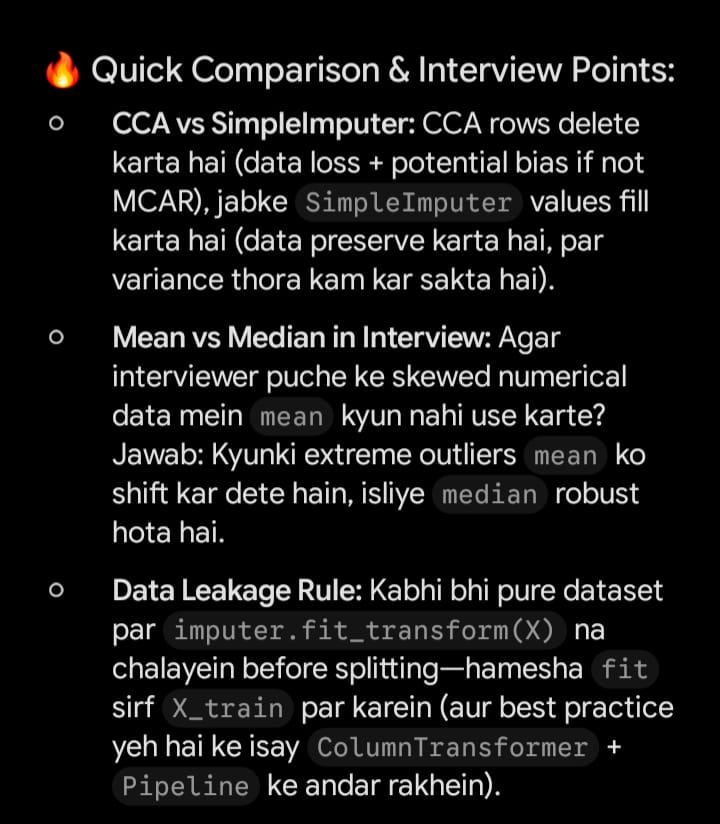 🔥 Quick Comparison & Interview Points:
CCA vs SimpleImputer: CCA rows delete
karta hai (data loss + potential bias if not
MCAR), jabke SimpleImputer values fill
karta hai (data preserve karta hai, par
variance thora kam kar sakta hai).
Mean vs Median in Interview: Agar
interviewer puche ke skewed numerical
data mein mean kyun nahi use karte?
Jawab: Kyunki extreme outliers mean ko
shift kar dete hain, isliye median robust
hota hai.
Data Leakage Rule: Kabhi bhi pure dataset
par imputer.fit_transform(X) na
chalayein before splitting—hamesha fit
sirf X_train par karein (aur best practice
yeh hai ke isay ColumnTransformer +
Pipeline ke andar rakhein).